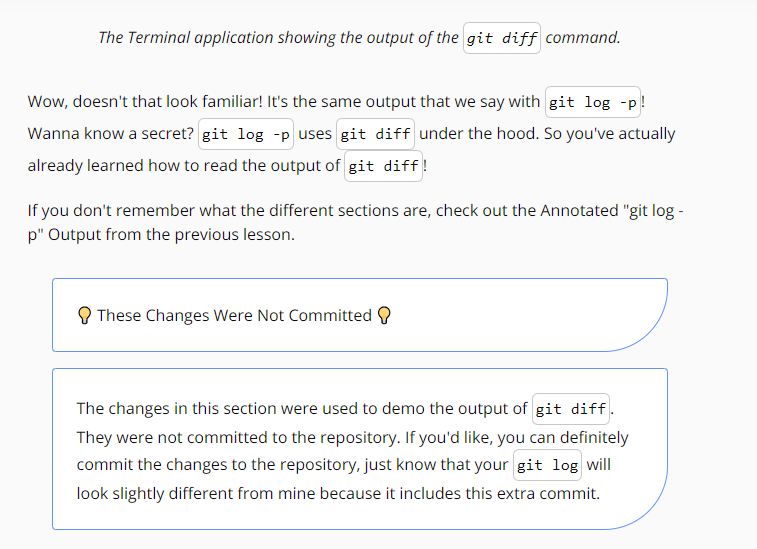 The Terminal application showing the output of the git diff command.
Wow, doesn't that look familiar! It's the same output that we say with git log -p!
Wanna know a secret? git log -p uses git diff under the hood. So you've actually
already learned how to read the output of git diff!
If you don't remember what the different sections are, check out the Annotated "git log -
p" Output from the previous lesson.
💡 These Changes Were Not Committed 💡
The changes in this section were used to demo the output of git diff.
They were not committed to the repository. If you'd like, you can definitely
commit the changes to the repository, just know that your git log will
look slightly different from mine because it includes this extra commit.